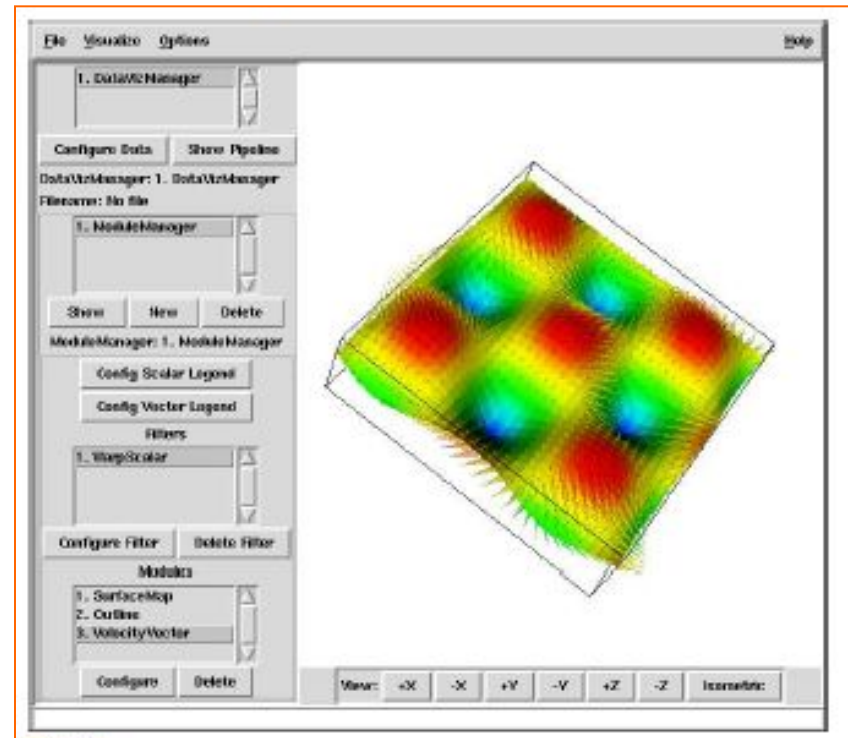 File Visualize Options Help
1. DataVizManager
Configure Data Show Pipeline
DataVizManager: 1. DataVizManager
Filename: No file
1. ModuleManager
Show New Delete
ModuleManager: 1. ModuleManager
Config Scalar Legend
Config Vector Legend
Filters
1. WarpScalar
Configure Filter Delete Filter
Modules
1. SurfaceMap
2. Outline
3. VelocityVector
Configure Delete
View: +X -X +Y -Y +Z -Z Isometric